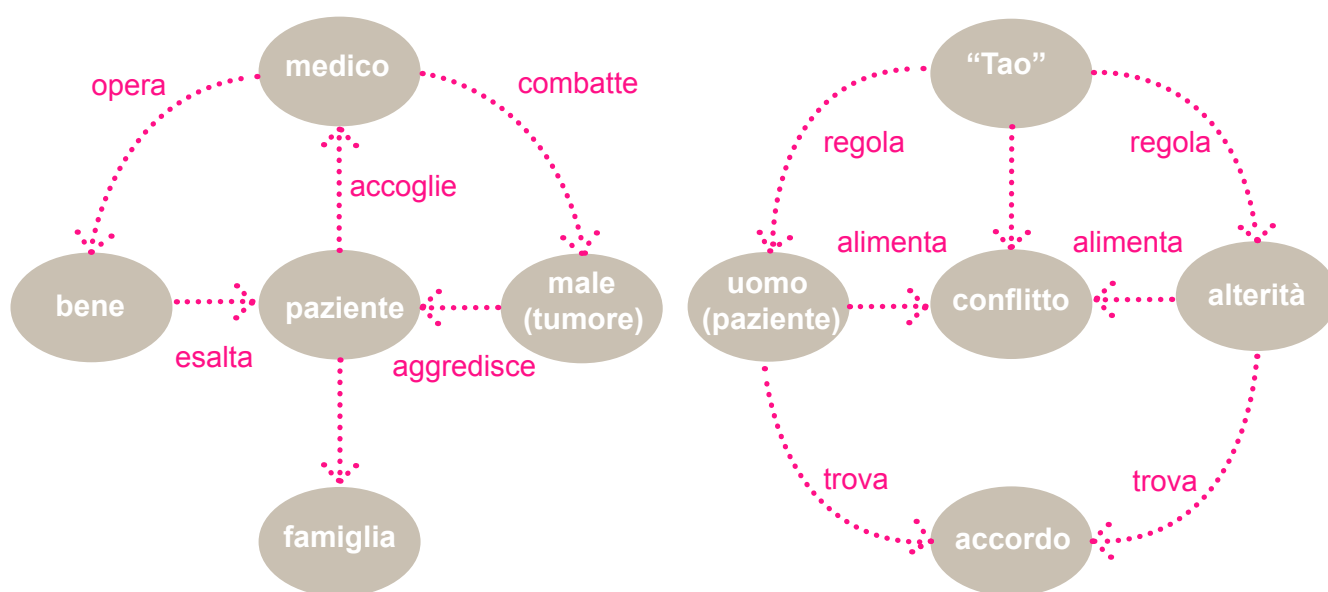 medico
opera
combatte
accoglie
bene
paziente
male
(tumore)
esalta
aggredisce
famiglia
“Tao”
regola
regola
alimenta
alimenta
uomo
(paziente)
conflitto
alterità
trova
trova
accordo